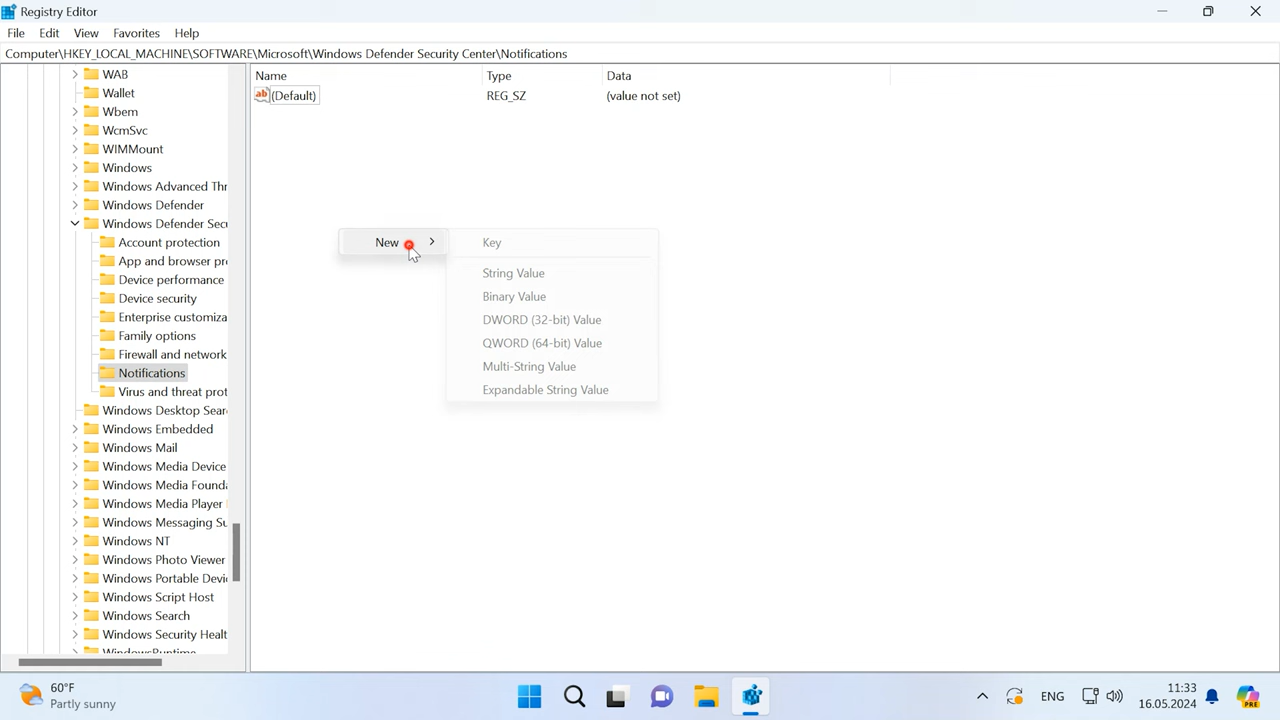 Registry Editor
File Edit View Favorites Help
Computer\HKEY_LOCAL_MACHINE\SOFTWARE\Microsoft\Windows Defender Security Center\Notifications
WAB
Wallet
Wbem
WcmSvc
WIMMount
Windows
Windows Advanced Thr
Windows Defender
Windows Defender Secu
Account protection
App and browser pr
Device performance
Device security
Enterprise customiza
Family options
Firewall and network
Notifications
Virus and threat prot
Windows Desktop Sear
Windows Embedded
Windows Mail
Windows Media Device
Windows Media Founda
Windows Media Player
Windows Messaging Su
Windows NT
Windows Photo Viewer
Windows Portable Devi
Windows Script Host
Windows Search
Windows Security Healt
WindowsRuntime
Name Type Data
ab (Default) REG_SZ (value not set)
New
Key
String Value
Binary Value
DWORD (32-bit) Value
QWORD (64-bit) Value
Multi-String Value
Expandable String Value
60°F
Partly sunny
ENG
11:33
16.05.2024
PRE